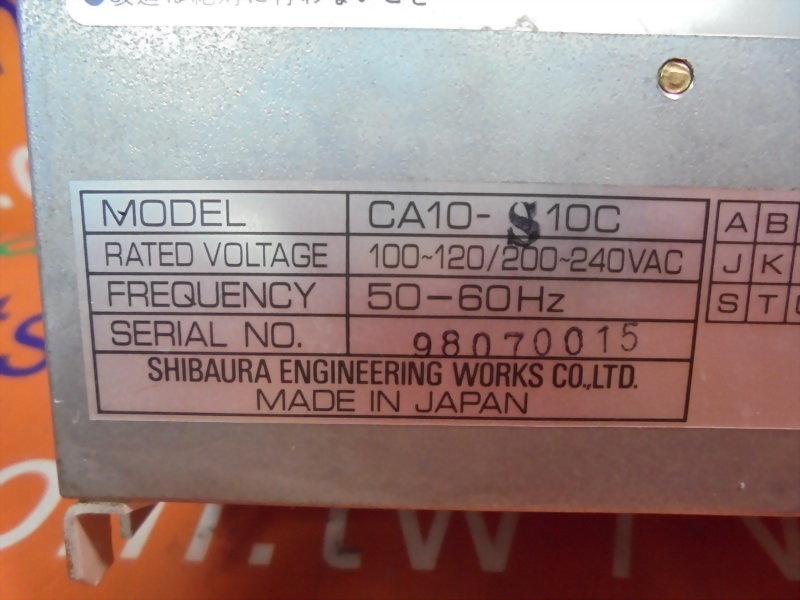 MODEL CA10-S10C
RATED VOLTAGE 100~120/200~240VAC
FREQUENCY 50-60Hz
SERIAL NO. 98070015
SHIBAURA ENGINEERING WORKS CO.,LTD.
MADE IN JAPAN
A B
J K
S T